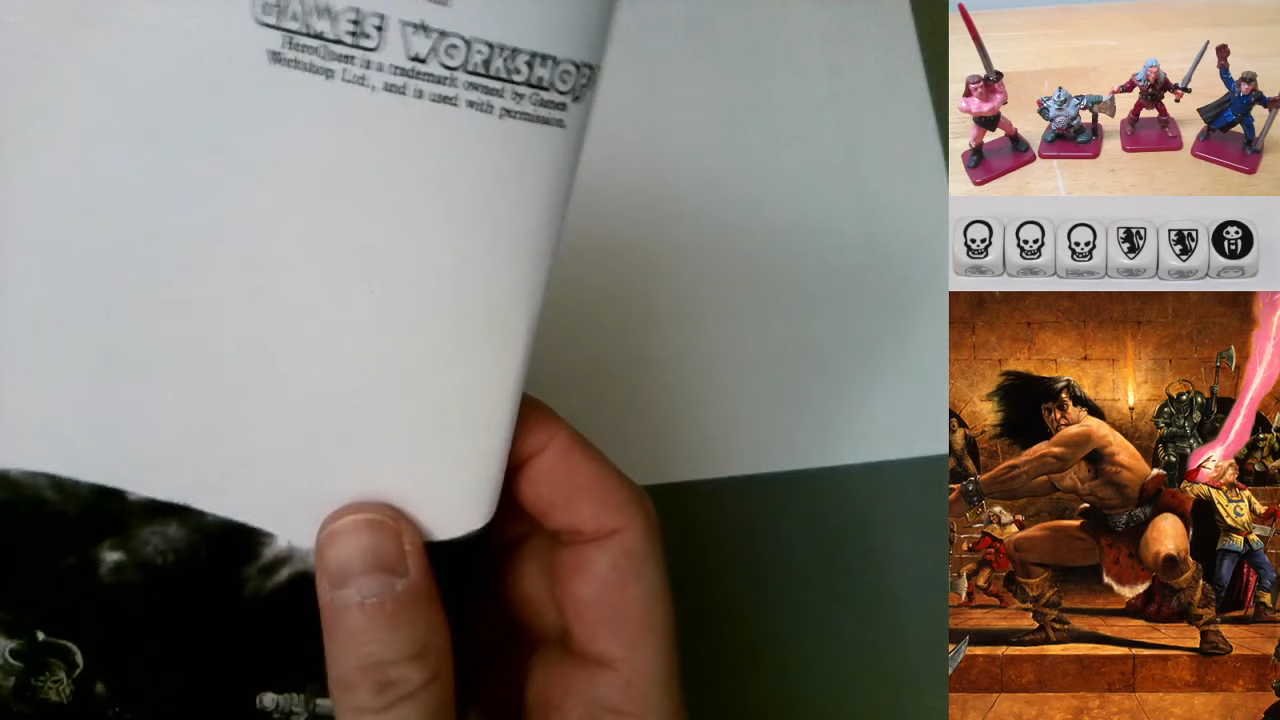 GAMES WORKSHOP
HeroQuest is a trademark owned by Games
Workshop Ltd., and is used with permission.